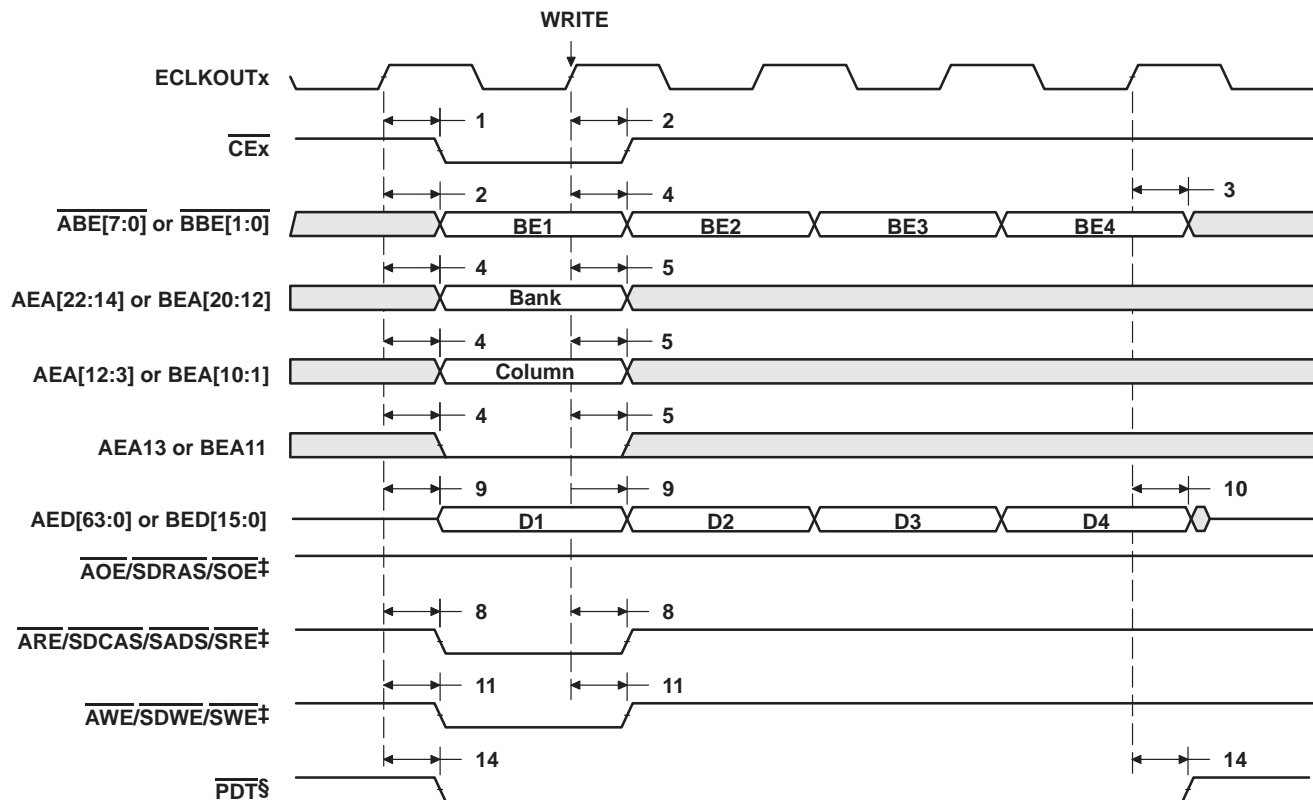 WRITE
ECLKOUTx
1 2
CEx
2 4 3
ABE[7:0] or BBE[1:0] BE1 BE2 BE3 BE4
4 5
AEA[22:14] or BEA[20:12] Bank
4 5
AEA[12:3] or BEA[10:1] Column
4 5
AEA13 or BEA11
9 9 10
AED[63:0] or BED[15:0] D1 D2 D3 D4
AOE/SDRAS/SOE‡
8 8
ARE/SDCAS/SADS/SRE‡
11 11
AWE/SDWE/SWE‡
14 14
PDT§